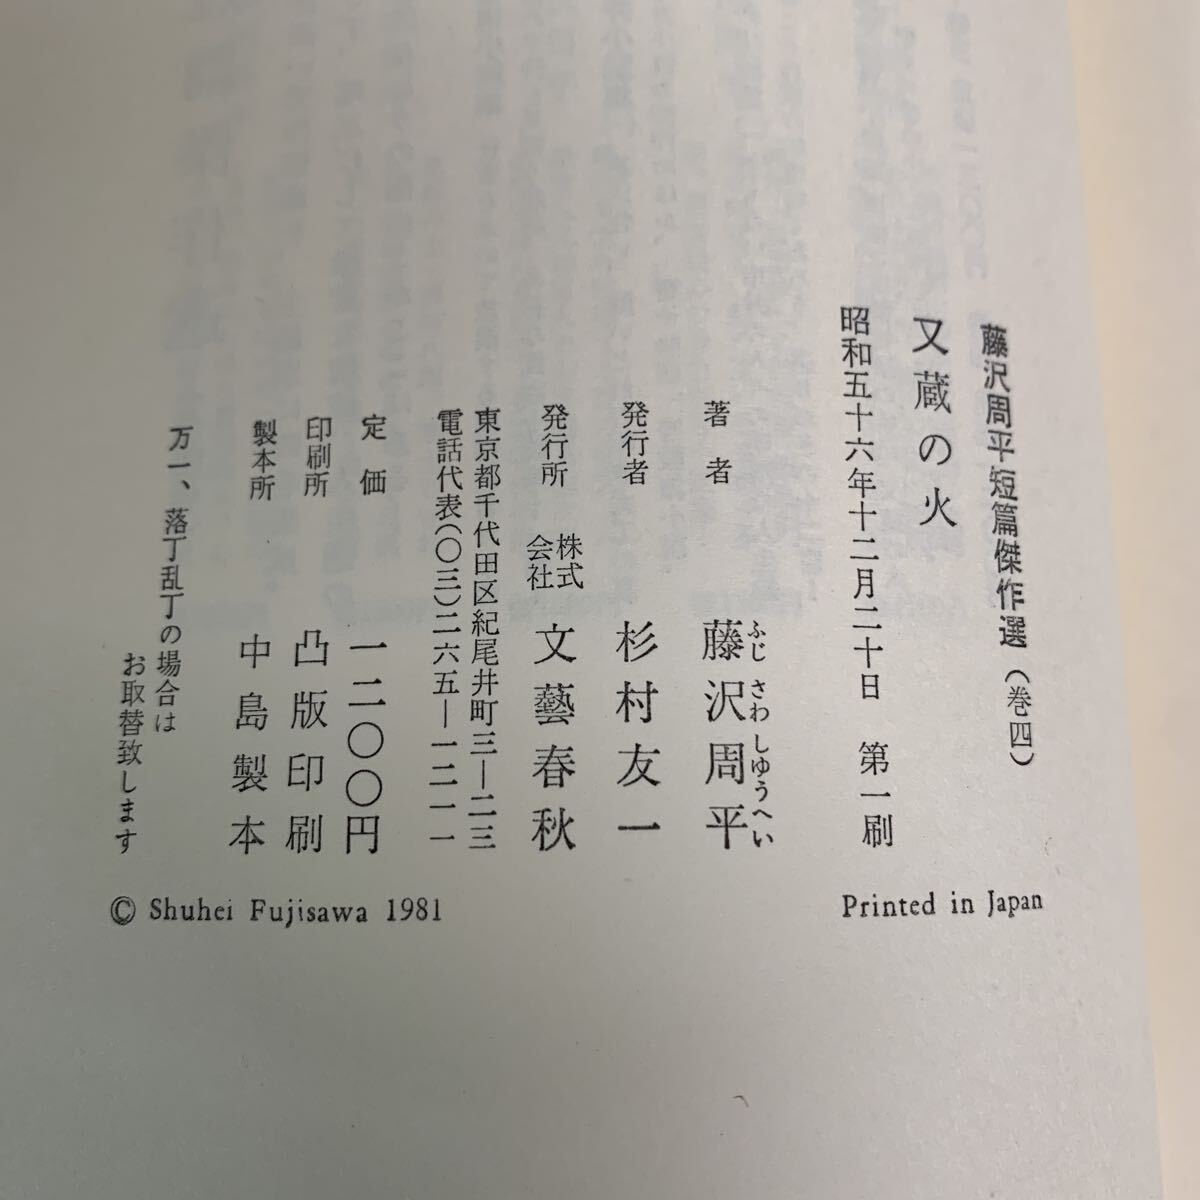 藤沢周平短篇傑作選（巻四）
又蔵の火
昭和五十六年十二月二十日　第一刷
著者　藤沢周平
ふじさわしゆうへい
発行者　杉村友一
発行所　株式会社　文藝春秋
東京都千代田区紀尾井町三―二三
電話代表（〇三）二六五―一二一一
定価　一二〇〇円
印刷所　凸版印刷
製本所　中島製本
万一、落丁乱丁の場合は
お取替致します
© Shuhei Fujisawa 1981
Printed in Japan